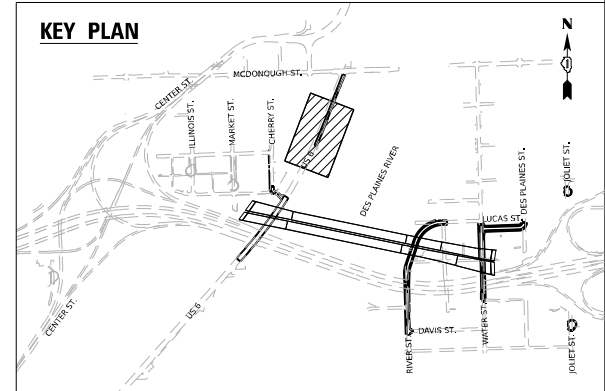 KEY PLAN
N
MCDONOUGH ST.
CENTER ST.
ILLINOIS ST.
MARKET ST.
CHERRY ST.
US 6
DES PLAINES RIVER
JOLIET ST.
DES PLAINES ST.
LUCAS ST.
US 6
CENTER ST.
RIVER ST.
DAVIS ST.
WATER ST.
JOLIET ST.